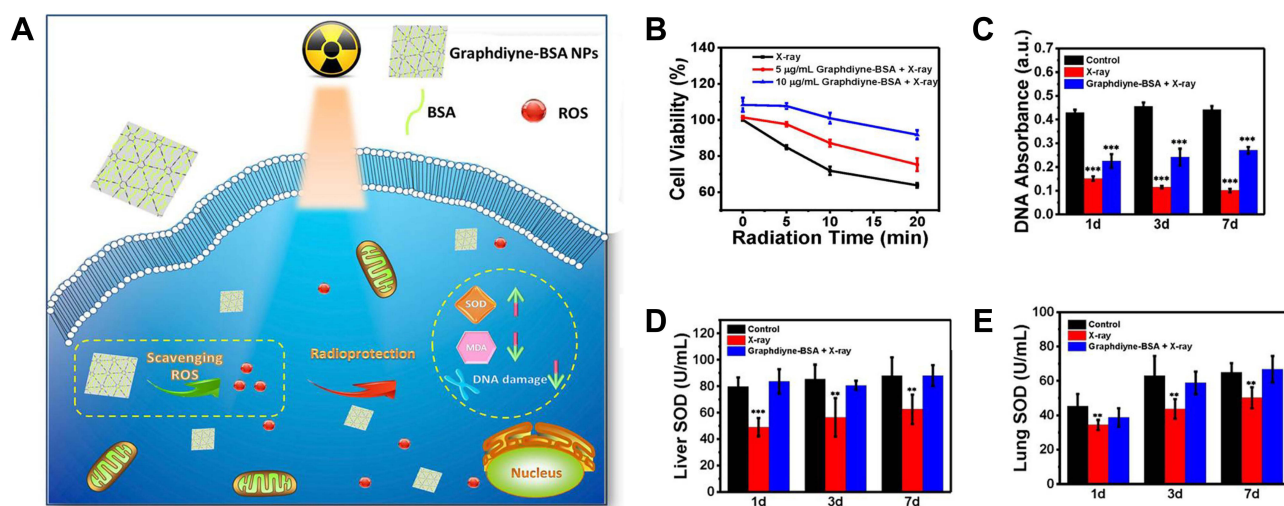 A
Graphdiyne-BSA NPs
BSA
ROS
SOD
MDA
DNA damage
Scavenging
ROS
Radioprotection
Nucleus
B
Cell Viability (%)
140
120
100
80
60
X-ray
5 μg/mL Graphdiyne-BSA + X-ray
10 μg/mL Graphdiyne-BSA + X-ray
0 5 10 15 20
Radiation Time (min)
C
DNA Absorbance (a.u.)
0.7
0.6
0.5
0.4
0.3
0.2
0.1
0.0
Control
X-ray
Graphdiyne-BSA + X-ray
*** *** *** *** *** ***
1d 3d 7d
D
Liver SOD (U/mL)
120
100
80
60
40
20
0
Control
X-ray
Graphdiyne-BSA + X-ray
*** ** **
1d 3d 7d
E
Lung SOD (U/mL)
100
80
60
40
20
0
Control
X-ray
Graphdiyne-BSA + X-ray
** ** **
1d 3d 7d